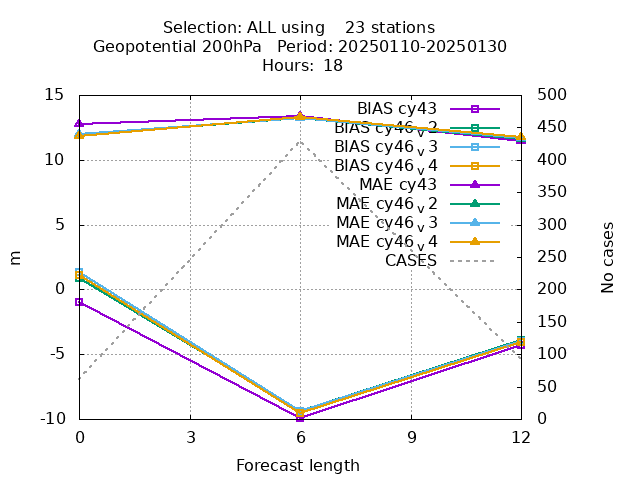 Selection: ALL using    23 stations
Geopotential 200hPa   Period: 20250110-20250130
Hours: 18
15
10
5
0
-5
-10
500
450
400
350
300
250
200
150
100
50
0
0 3 6 9 12
m
No cases
Forecast length
BIAS cy43
BIAS cy46_v2
BIAS cy46_v3
BIAS cy46_v4
MAE cy43
MAE cy46_v2
MAE cy46_v3
MAE cy46_v4
CASES